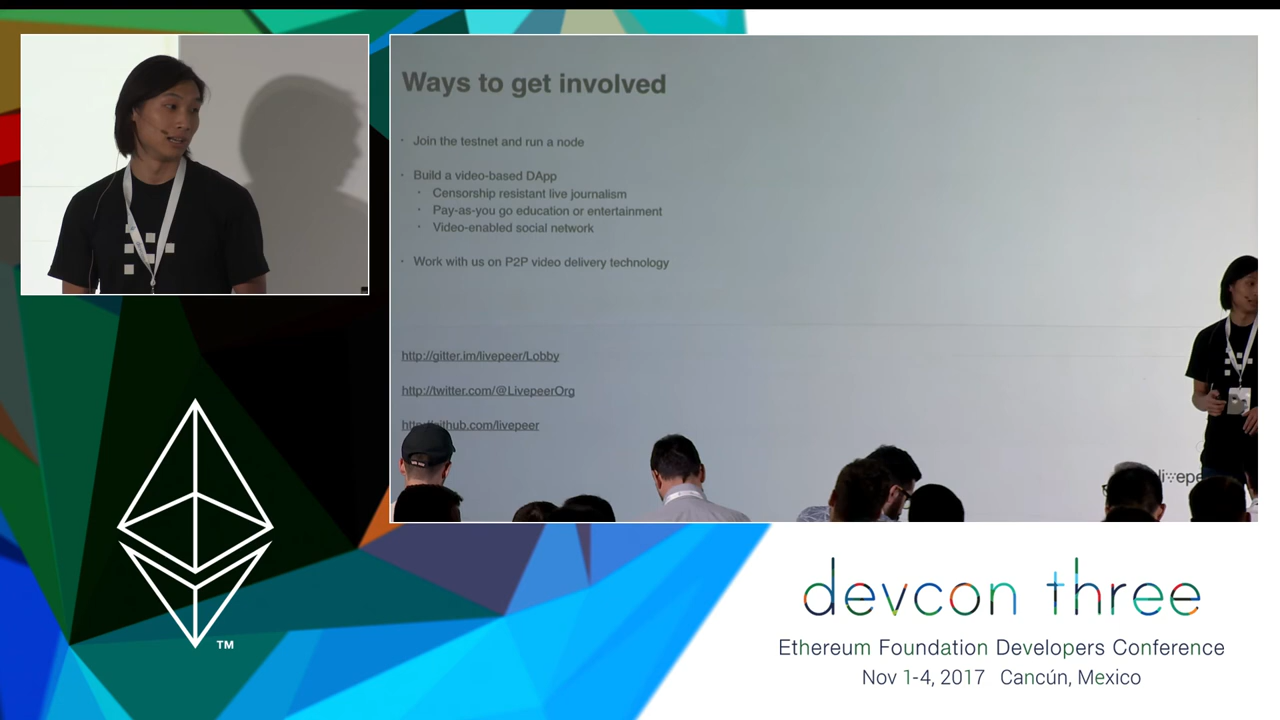 Ways to get involved
· Join the testnet and run a node
· Build a video-based DApp
· Censorship resistant live journalism
· Pay-as-you go education or entertainment
· Video-enabled social network
· Work with us on P2P video delivery technology
http://gitter.im/livepeer/Lobby
http://twitter.com/@LivepeerOrg
github.com/livepeer
TM
devcon three
Ethereum Foundation Developers Conference
Nov 1-4, 2017 Cancún, Mexico